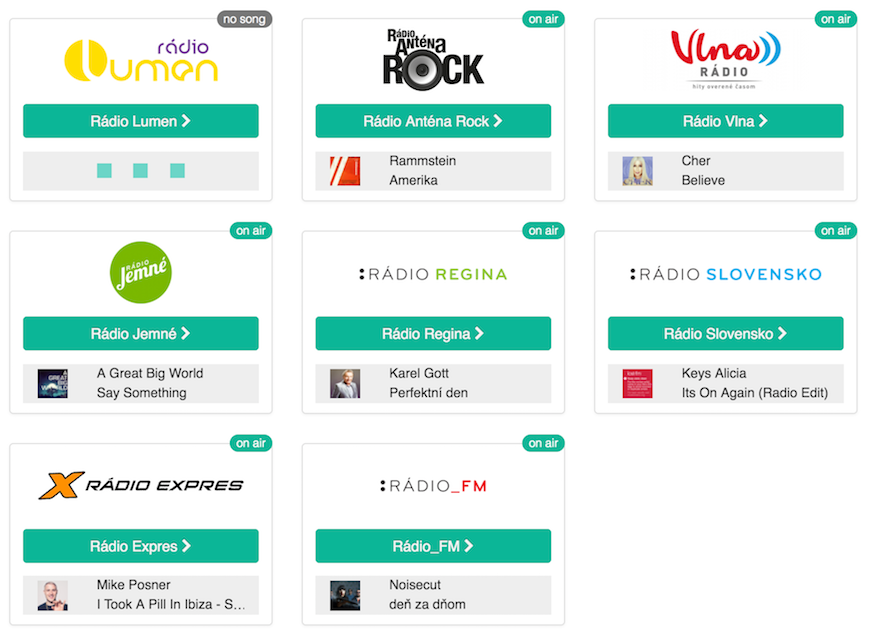 no song
rádio
lumen
Rádio Lumen
on air
Rádio
Anténa
ROCK
Rádio Anténa Rock
Rammstein
Amerika
on air
Vlna
RÁDIO
hity overené časom
Rádio Vlna
Cher
Believe
on air
RÁDIO
Jemné
Rádio Jemné
A GREAT BIG WORLD
A Great Big World
Say Something
on air
:RÁDIO REGINA
Rádio Regina
Karel Gott
Perfektní den
on air
:RÁDIO SLOVENSKO
Rádio Slovensko
Keys Alicia
Its On Again (Radio Edit)
on air
X RÁDIO EXPRES
Rádio Expres
Mike Posner
I Took A Pill In Ibiza - S...
on air
:RÁDIO_FM
Rádio_FM
Noisecut
deň za dňom